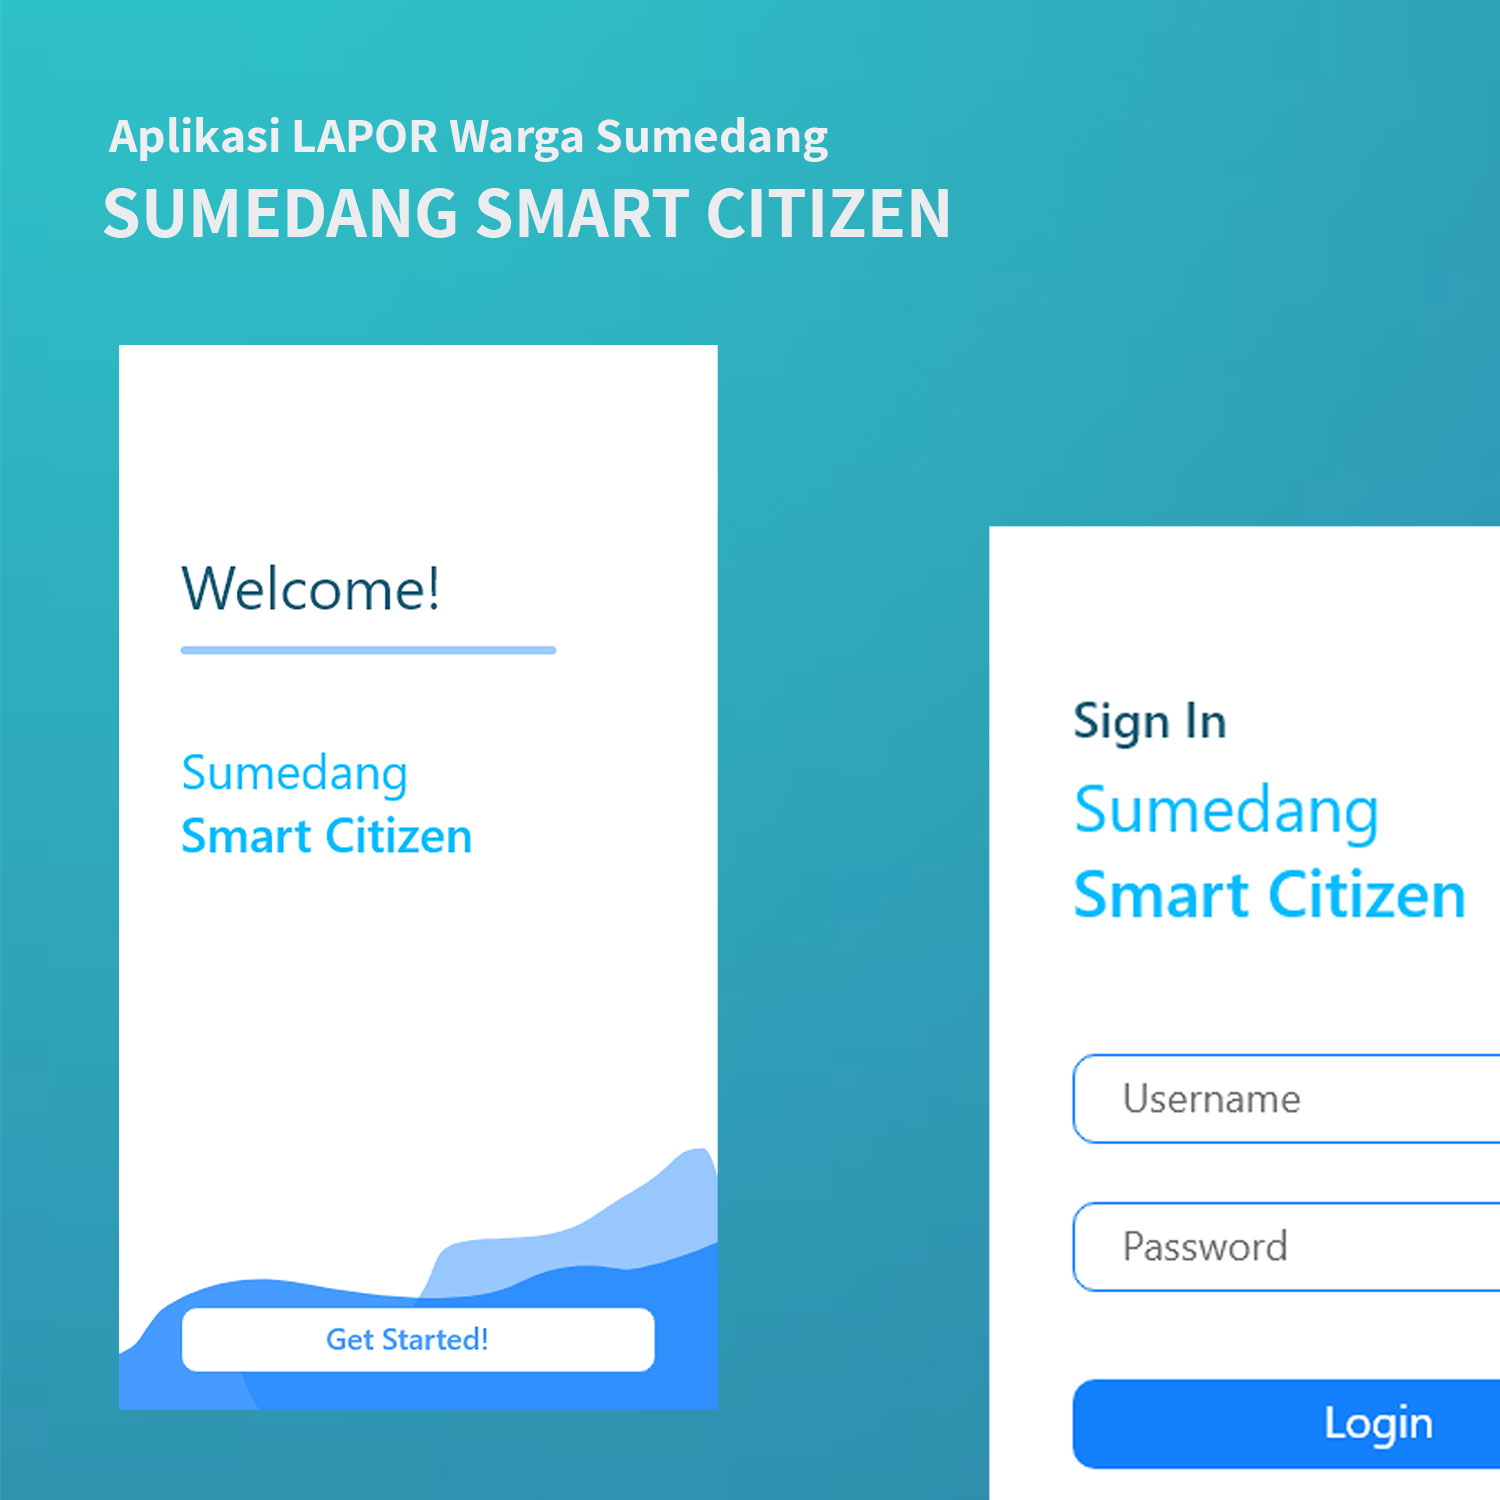 Aplikasi LAPOR Warga Sumedang
SUMEDANG SMART CITIZEN
Welcome!
Sumedang
Smart Citizen
Get Started!
Sign In
Sumedang
Smart Citizen
Username
Password
Login